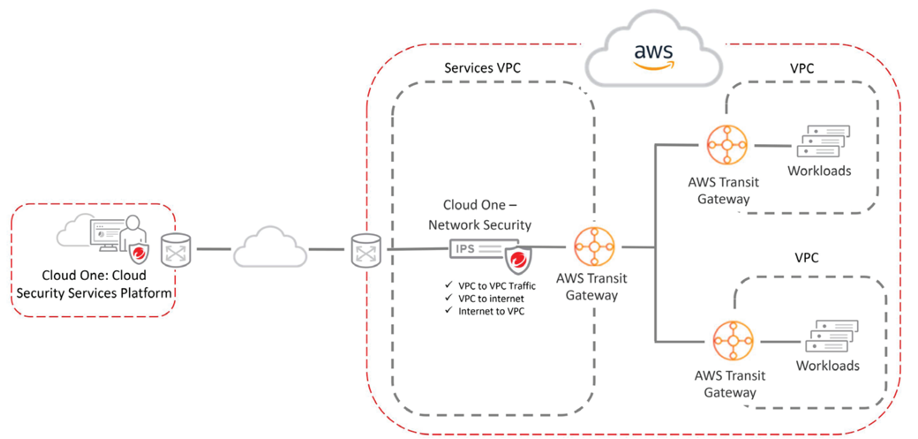 aws
Services VPC
VPC
AWS Transit
Gateway
Workloads
Cloud One –
Network Security
IPS
✓ VPC to VPC Traffic
✓ VPC to internet
✓ Internet to VPC
AWS Transit
Gateway
Cloud One: Cloud
Security Services Platform
VPC
AWS Transit
Gateway
Workloads